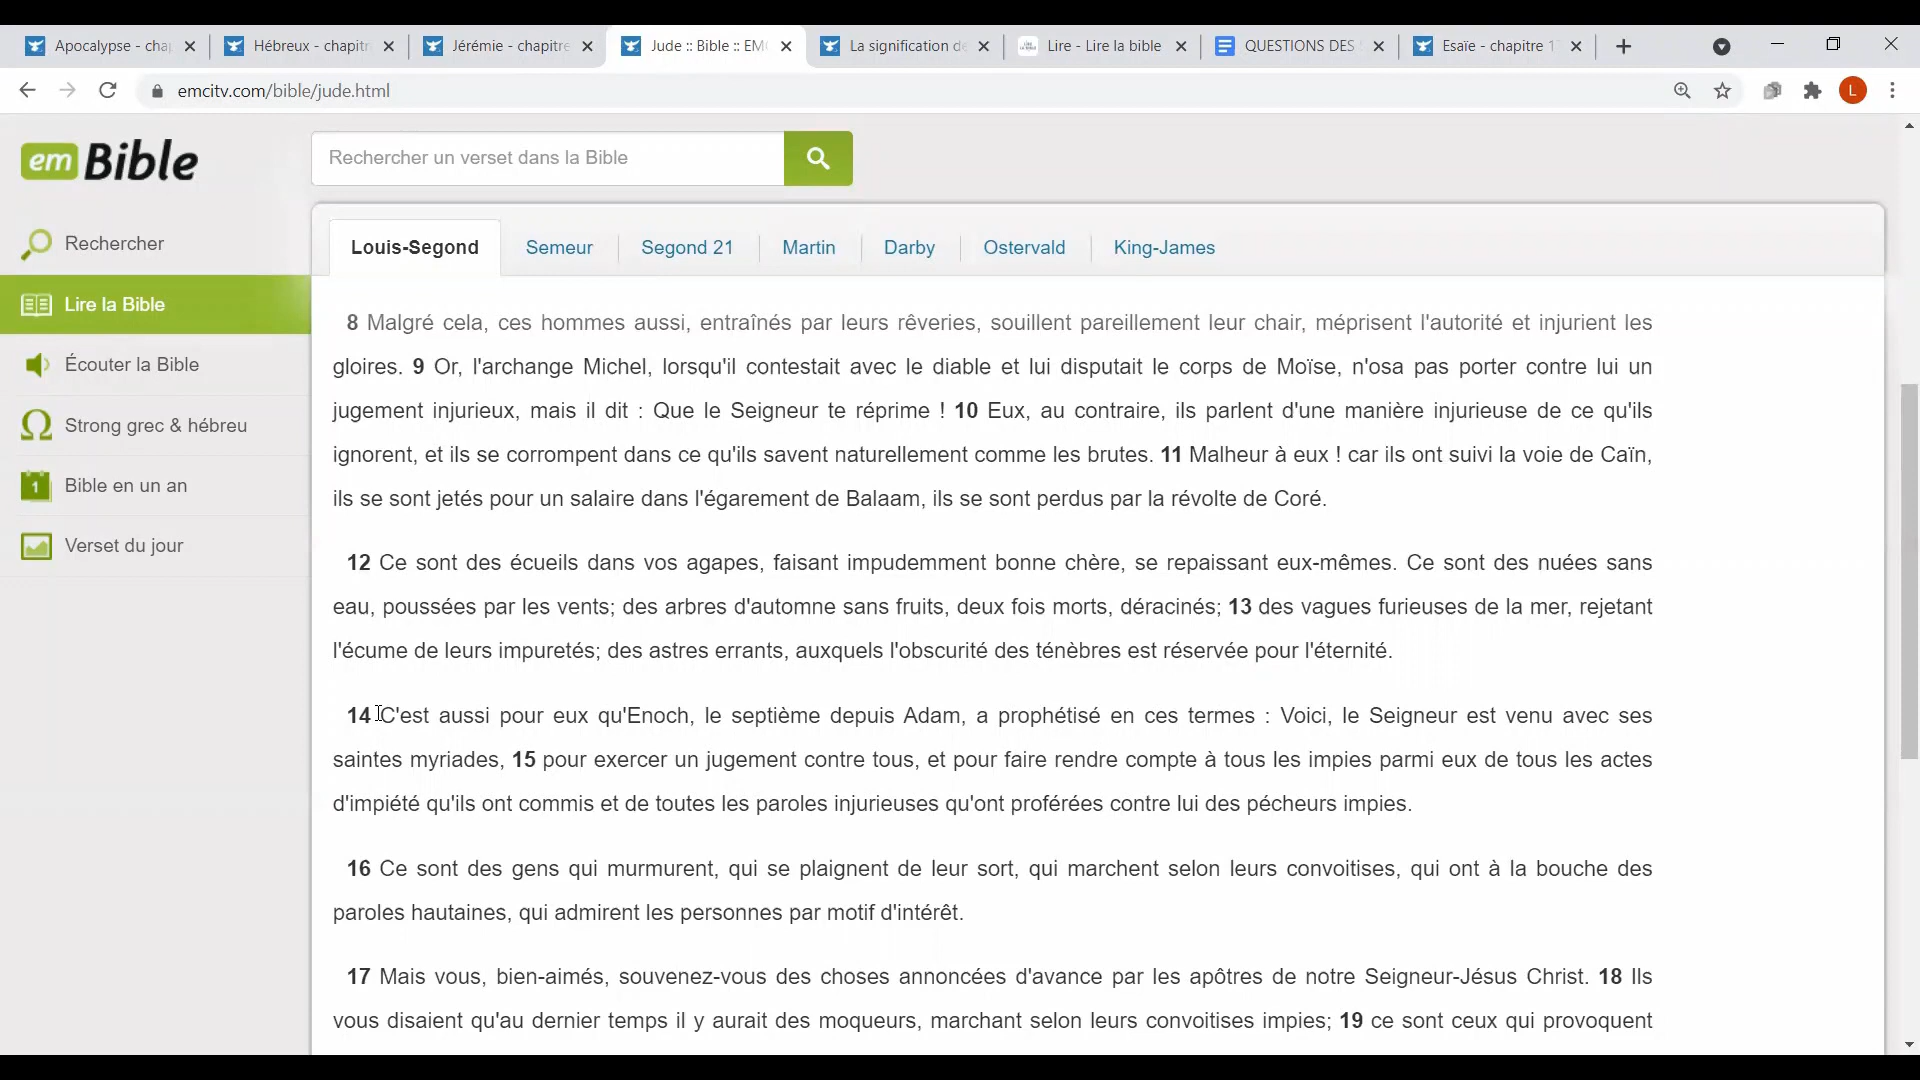 Apocalypse - cha
Hébreux - chapitr
Jérémie - chapitre
Jude :: Bible :: EM
La signification d
Lire - Lire la bible
QUESTIONS DES
Esaïe - chapitre 1
emcitv.com/bible/jude.html
L
em Bible
Rechercher un verset dans la Bible
Rechercher
Lire la Bible
Écouter la Bible
Strong grec & hébreu
1
Bible en un an
Verset du jour
Louis-Segond
Semeur
Segond 21
Martin
Darby
Ostervald
King-James
8 Malgré cela, ces hommes aussi, entraînés par leurs rêveries, souillent pareillement leur chair, méprisent l'autorité et injurient les
gloires. 9 Or, l'archange Michel, lorsqu'il contestait avec le diable et lui disputait le corps de Moïse, n'osa pas porter contre lui un
jugement injurieux, mais il dit : Que le Seigneur te réprime ! 10 Eux, au contraire, ils parlent d'une manière injurieuse de ce qu'ils
ignorent, et ils se corrompent dans ce qu'ils savent naturellement comme les brutes. 11 Malheur à eux ! car ils ont suivi la voie de Caïn,
ils se sont jetés pour un salaire dans l'égarement de Balaam, ils se sont perdus par la révolte de Coré.
12 Ce sont des écueils dans vos agapes, faisant impudemment bonne chère, se repaissant eux-mêmes. Ce sont des nuées sans
eau, poussées par les vents; des arbres d'automne sans fruits, deux fois morts, déracinés; 13 des vagues furieuses de la mer, rejetant
l'écume de leurs impuretés; des astres errants, auxquels l'obscurité des ténèbres est réservée pour l'éternité.
14 C'est aussi pour eux qu'Enoch, le septième depuis Adam, a prophétisé en ces termes : Voici, le Seigneur est venu avec ses
saintes myriades, 15 pour exercer un jugement contre tous, et pour faire rendre compte à tous les impies parmi eux de tous les actes
d'impiété qu'ils ont commis et de toutes les paroles injurieuses qu'ont proférées contre lui des pécheurs impies.
16 Ce sont des gens qui murmurent, qui se plaignent de leur sort, qui marchent selon leurs convoitises, qui ont à la bouche des
paroles hautaines, qui admirent les personnes par motif d'intérêt.
17 Mais vous, bien-aimés, souvenez-vous des choses annoncées d'avance par les apôtres de notre Seigneur-Jésus Christ. 18 Ils
vous disaient qu'au dernier temps il y aurait des moqueurs, marchant selon leurs convoitises impies; 19 ce sont ceux qui provoquent